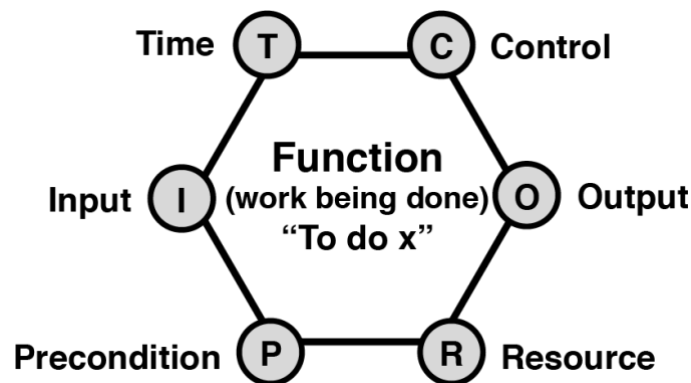 Time T C Control
Function
(work being done)
“To do x”
Input I O Output
Precondition P R Resource